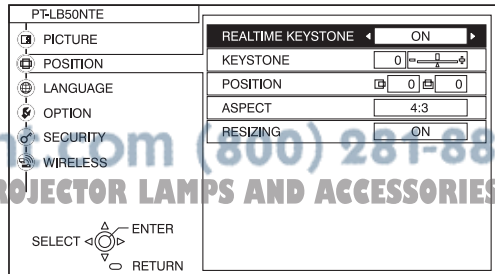 PT-LB50NTE
PICTURE
POSITION
LANGUAGE
OPTION
SECURITY
WIRELESS
SELECT
ENTER
RETURN
REALTIME KEYSTONE ON
KEYSTONE 0
POSITION 0 0
ASPECT 4:3
RESIZING ON
com (800) 281-88
ROJECTOR LAMPS AND ACCESSORIES